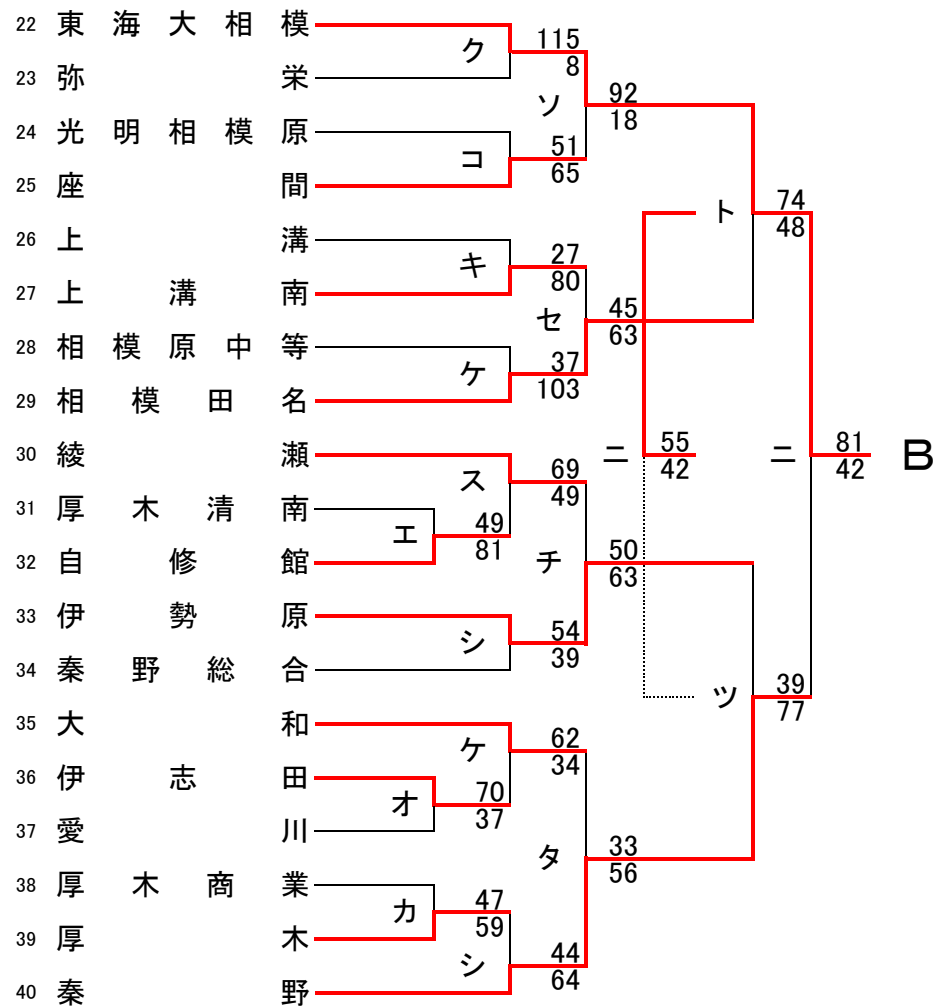 22 東海大相模
ク 115
8
23 弥栄
ソ 92
18
24 光明相模原
コ 51
65
25 座間
ト 74
48
26 上溝
キ 27
80
27 上溝南
セ 45
63
28 相模原中等
ケ 37
103
29 相模田名
30 綾瀬
ニ 55
42
ニ 81
42
B
ス 69
49
31 厚木清南
エ 49
81
32 自修館
チ 50
63
33 伊勢原
シ 54
39
34 秦野総合
ツ 39
77
35 大和
ケ 62
34
36 伊志田
オ 70
37
37 愛川
タ 33
56
38 厚木商業
カ 47
59
39 厚木
シ 44
64
40 秦野